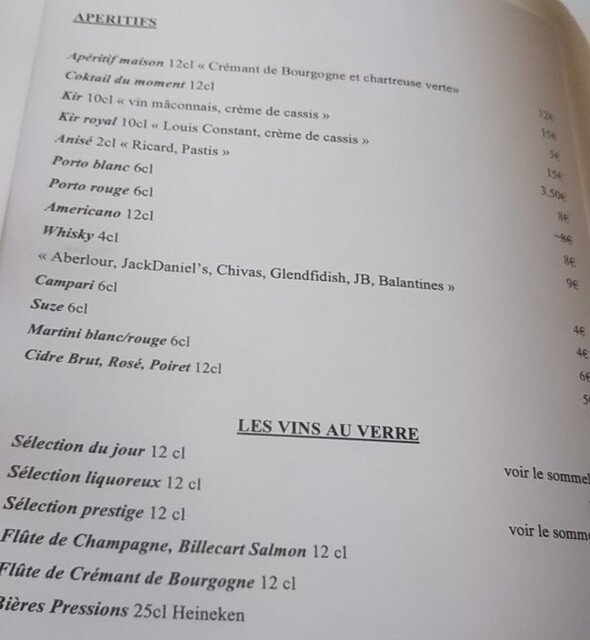 APERITIFS
Apéritif maison 12cl « Crémant de Bourgogne et chartreuse verte» 12€
Coktail du moment 12cl 15€
Kir 10cl « vin mâconnais, crème de cassis » 5€
Kir royal 10cl « Louis Constant, crème de cassis » 15€
Anisé 2cl « Ricard, Pastis » 3.50€
Porto blanc 6cl 8€
Porto rouge 6cl 8€
Americano 12cl 8€
Whisky 4cl 9€
« Aberlour, JackDaniel's, Chivas, Glendfidish, JB, Balantines »
Campari 6cl 4€
Suze 6cl 4€
Martini blanc/rouge 6cl 6€
Cidre Brut, Rosé, Poiret 12cl 5
LES VINS AU VERRE
Sélection du jour 12 cl voir le sommel
Sélection liquoreux 12 cl
Sélection prestige 12 cl voir le somme
Flûte de Champagne, Billecart Salmon 12 cl
Flûte de Crémant de Bourgogne 12 cl
Bières Pressions 25cl Heineken